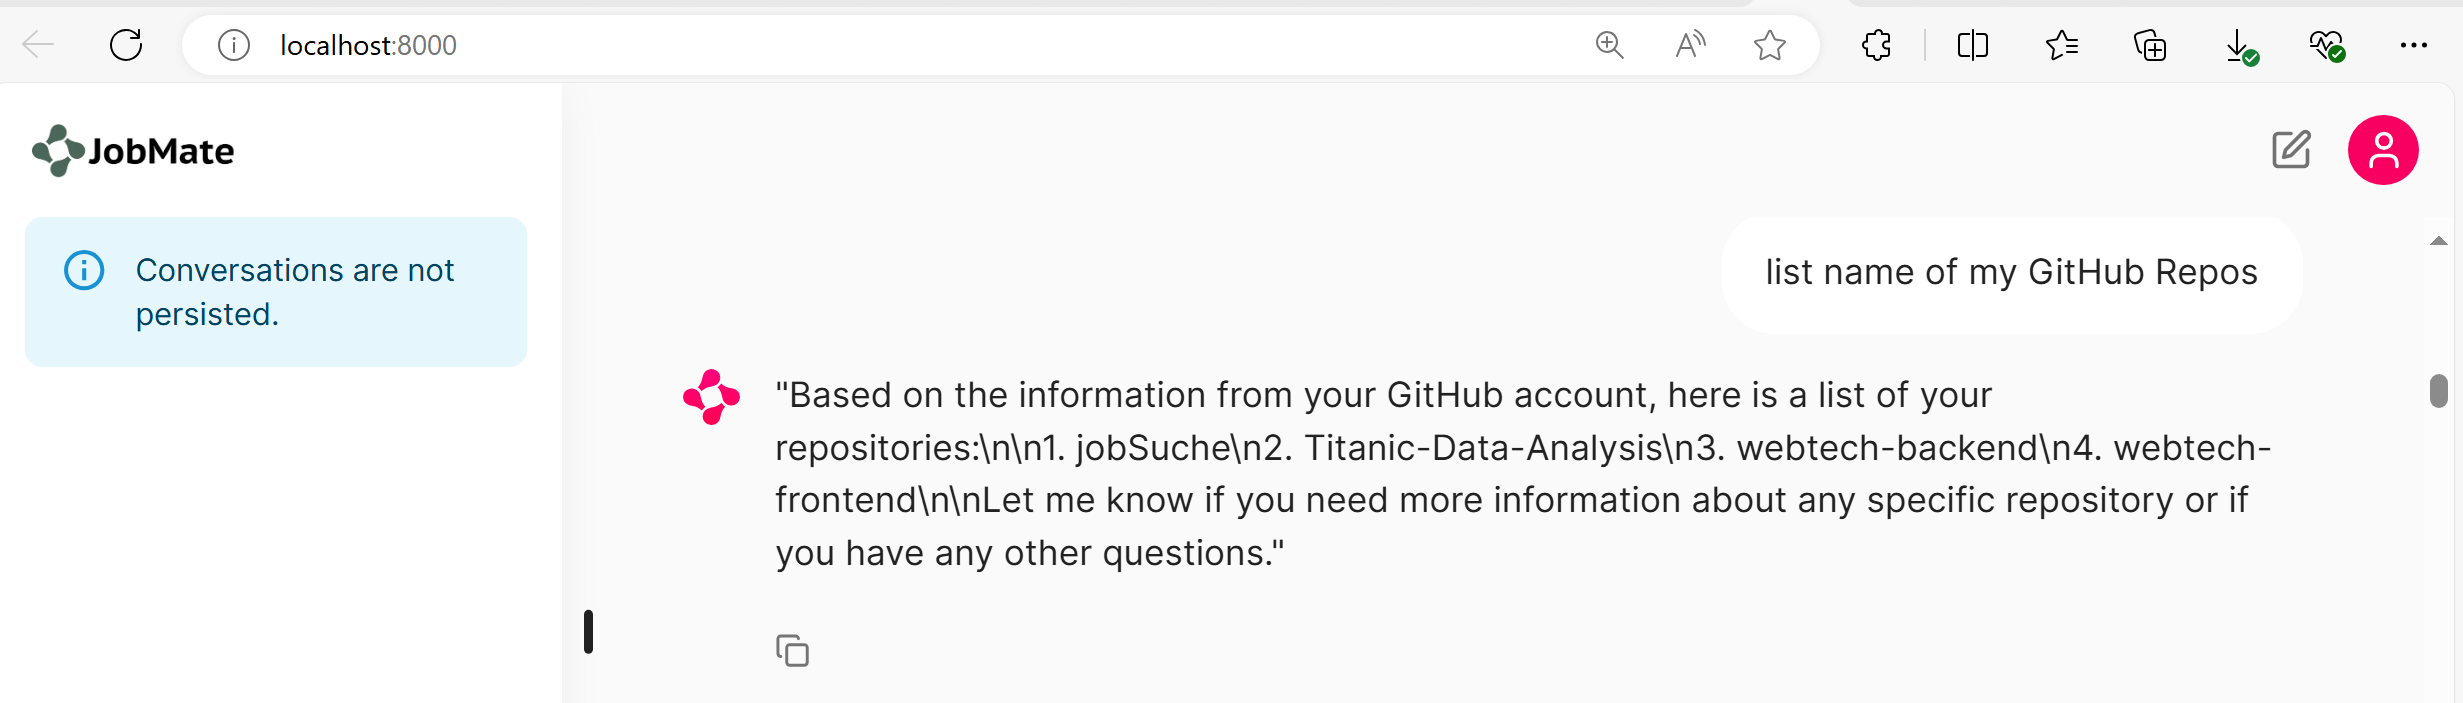 localhost:8000
JobMate
Conversations are not
persisted.
list name of my GitHub Repos
"Based on the information from your GitHub account, here is a list of your
repositories:\n\n1. jobSuche\n2. Titanic-Data-Analysis\n3. webtech-backend\n4. webtech-
frontend\n\nLet me know if you need more information about any specific repository or if
you have any other questions."